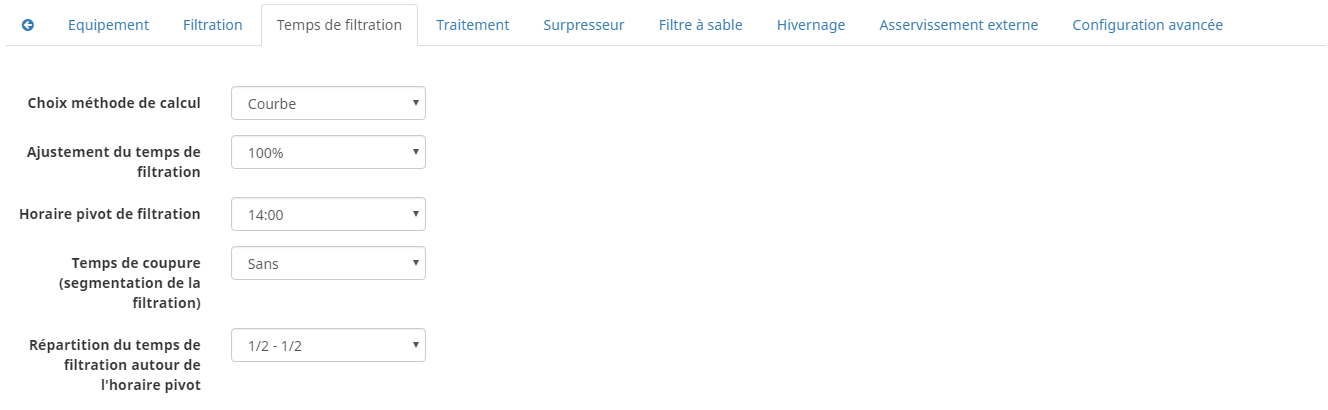 Equipement Filtration Temps de filtration Traitement Surpresseur Filtre à sable Hivernage Asservissement externe Configuration avancée
Choix méthode de calcul Courbe
Ajustement du temps de 100%
filtration
Horaire pivot de filtration 14:00
Temps de coupure Sans
(segmentation de la
filtration)
Répartition du temps de 1/2 - 1/2
filtration autour de
l'horaire pivot